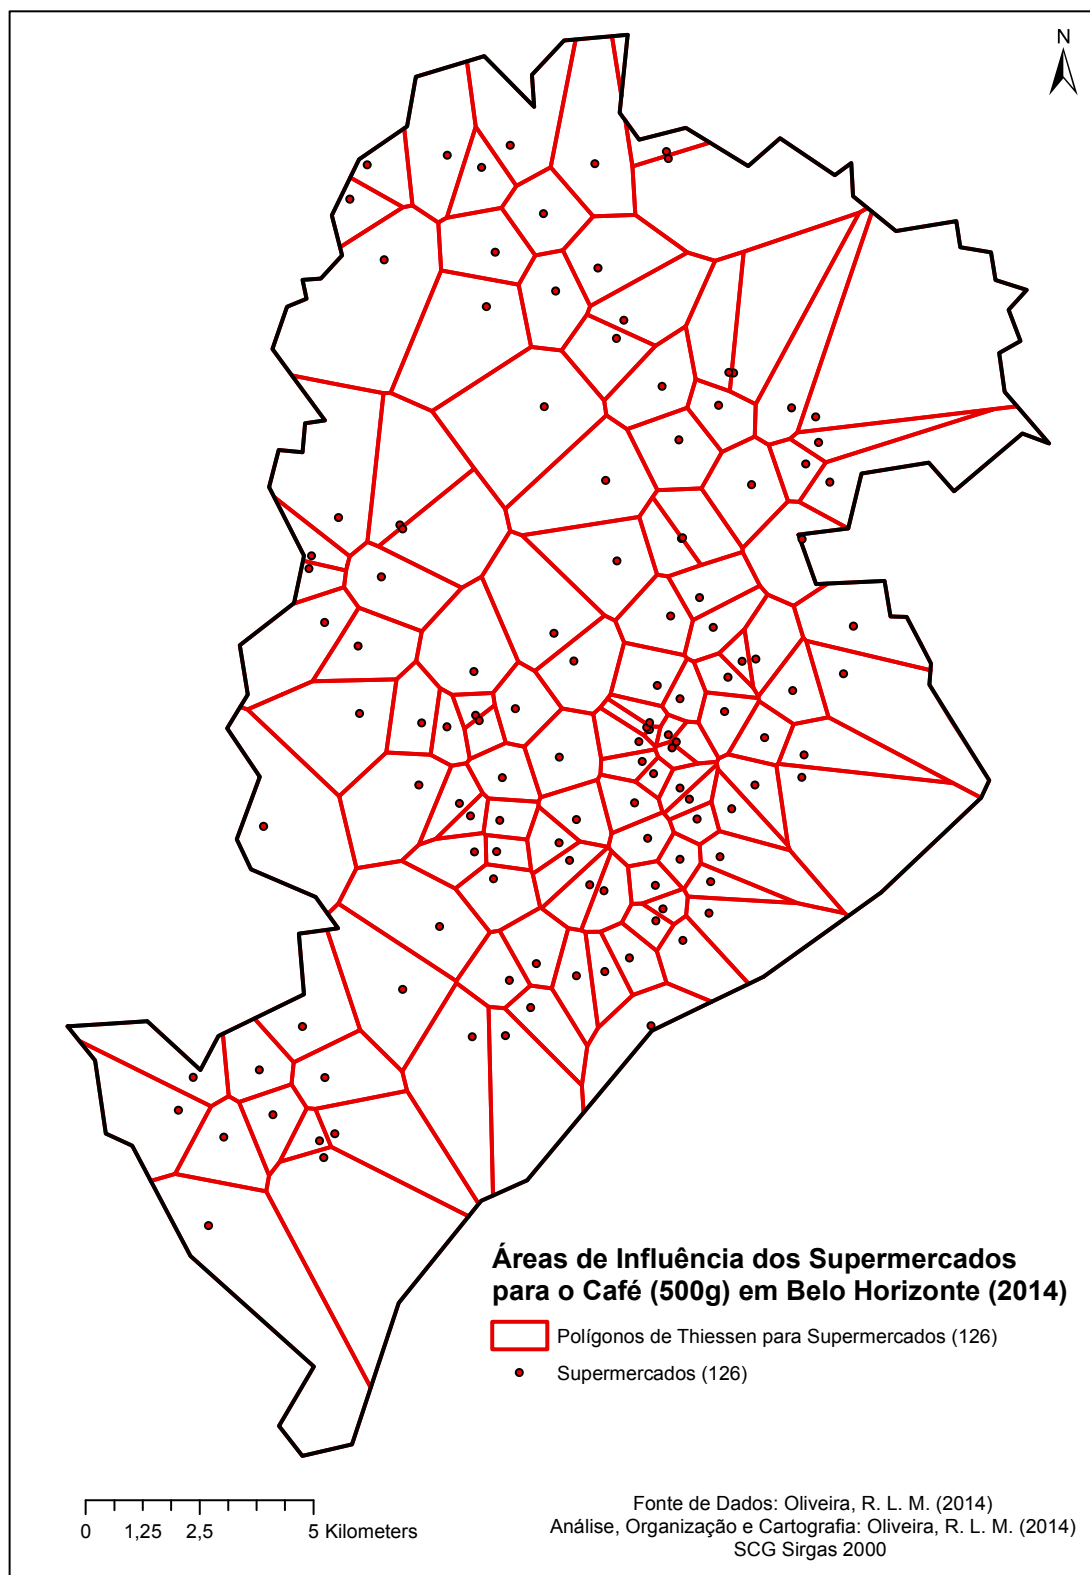 N
Áreas de Influência dos Supermercados
para o Café (500g) em Belo Horizonte (2014)
Polígonos de Thiessen para Supermercados (126)
Supermercados (126)
0 1,25 2,5 5 Kilometers
Fonte de Dados: Oliveira, R. L. M. (2014)
Análise, Organização e Cartografia: Oliveira, R. L. M. (2014)
SCG Sirgas 2000